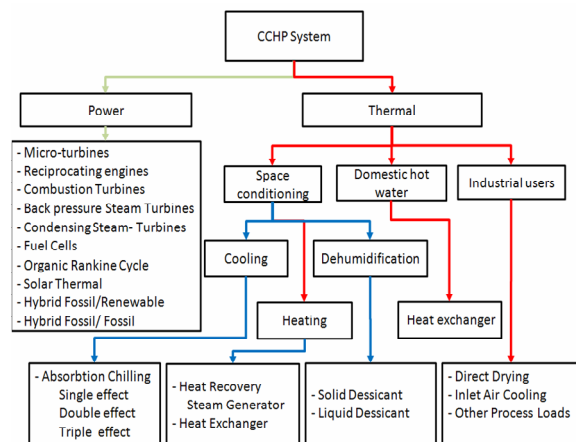 CCHP System
Power
Thermal
- Micro-turbines
- Reciprocating engines
- Combustion Turbines
- Back pressure Steam Turbines
- Condensing Steam- Turbines
- Fuel Cells
- Organic Rankine Cycle
- Solar Thermal
- Hybrid Fossil/Renewable
- Hybrid Fossil/ Fossil
Space
conditioning
Domestic hot
water
Industrial users
Cooling
Dehumidification
Heating
Heat exchanger
- Absorbtion Chilling
Single effect
Double effect
Triple effect
- Heat Recovery
Steam Generator
- Heat Exchanger
- Solid Dessicant
- Liquid Dessicant
- Direct Drying
- Inlet Air Cooling
- Other Process Loads